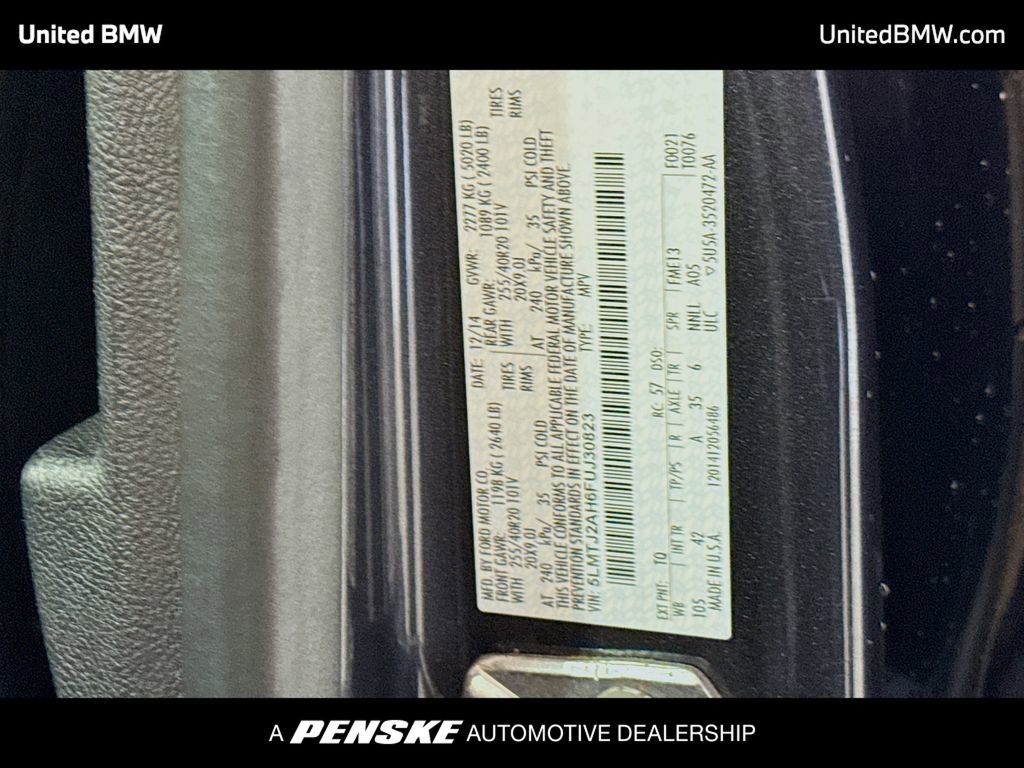 United BMW
UnitedBMW.com
MFD. BY FORD MOTOR CO. DATE: 12/14 GVWR: 2277 KG ( 5020 LB)
FRONT GAWR: 1198 KG ( 2640 LB) REAR GAWR: 1089 KG ( 2400 LB)
WITH 255/40R20 101V TIRES WITH 255/40R20 101V TIRES
20X9.0J RIMS 20X9.0J RIMS
AT 240 kPa/ 35 PSI COLD AT 240 kPa/ 35 PSI COLD
THIS VEHICLE CONFORMS TO ALL APPLICABLE FEDERAL MOTOR VEHICLE SAFETY AND THEFT
PREVENTION STANDARDS IN EFFECT ON THE DATE OF MANUFACTURE SHOWN ABOVE.
VIN: 5LMTJ2AH6FUJ30823 TYPE: MPV
EXT PNT: TQ RC: 57 DSO: F0021
WB INT TR TP/PS R AXLE TR SPR FME13 T0076
105 42 A 35 6 NNLL A05
MADE IN U.S.A. 1201412056486 ULC ▽5U5A-3520472-AA
A PENSKE AUTOMOTIVE DEALERSHIP